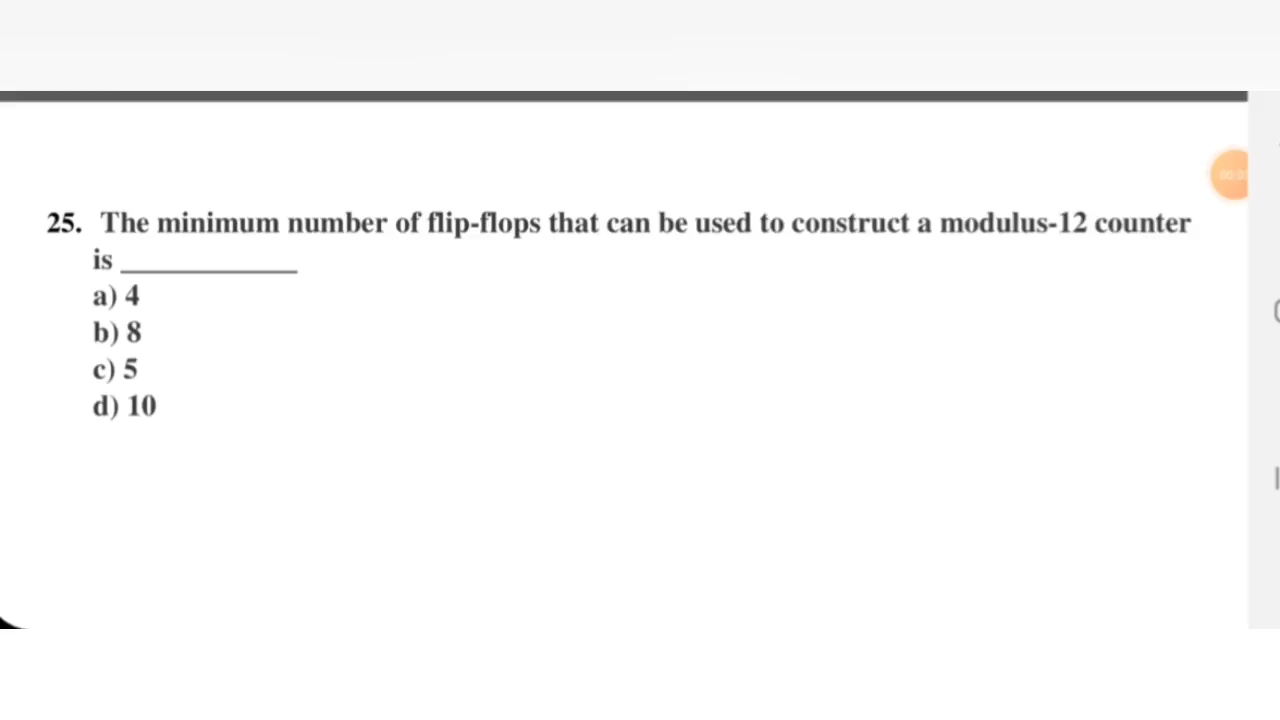 25. The minimum number of flip-flops that can be used to construct a modulus-12 counter
is ____________
a) 4
b) 8
c) 5
d) 10